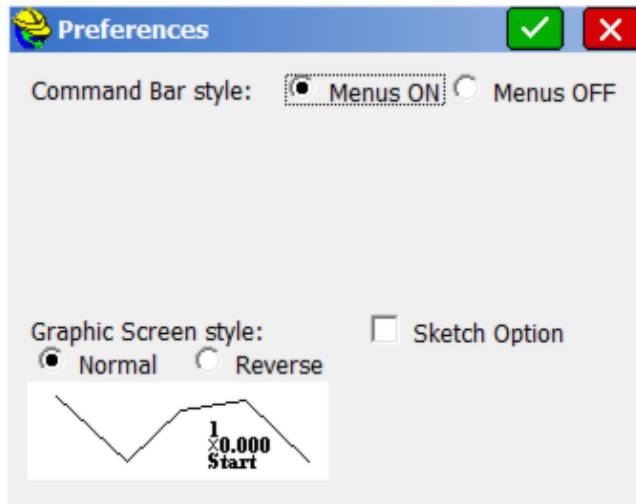 Preferences
Command Bar style: Menus ON Menus OFF
Graphic Screen style: Sketch Option
Normal Reverse
1
×0.000
Start